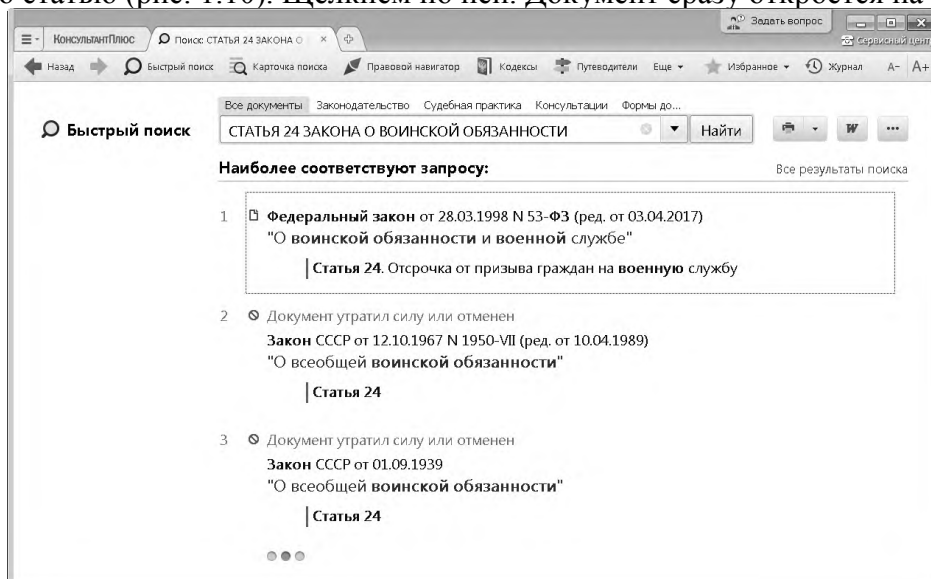 статью (рис. 1.10). Щелкнем по ней. Документ сразу откроется на
Задать вопрос
КонсультантПлюс Поиск: СТАТЬЯ 24 ЗАКОНА О
Сервисный цент
Назад Быстрый поиск Карточка поиска Правовой навигатор Кодексы Путеводители Еще Избранное Журнал A- A+
Все документы Законодательство Судебная практика Консультации Формы до...
Быстрый поиск СТАТЬЯ 24 ЗАКОНА О ВОИНСКОЙ ОБЯЗАННОСТИ Найти W ...
Наиболее соответствуют запросу: Все результаты поиска
1 Федеральный закон от 28.03.1998 N 53-ФЗ (ред. от 03.04.2017)
"О воинской обязанности и военной службе"
Статья 24. Отсрочка от призыва граждан на военную службу
2 Документ утратил силу или отменен
Закон СССР от 12.10.1967 N 1950-VII (ред. от 10.04.1989)
"О всеобщей воинской обязанности"
Статья 24
3 Документ утратил силу или отменен
Закон СССР от 01.09.1939
"О всеобщей воинской обязанности"
Статья 24